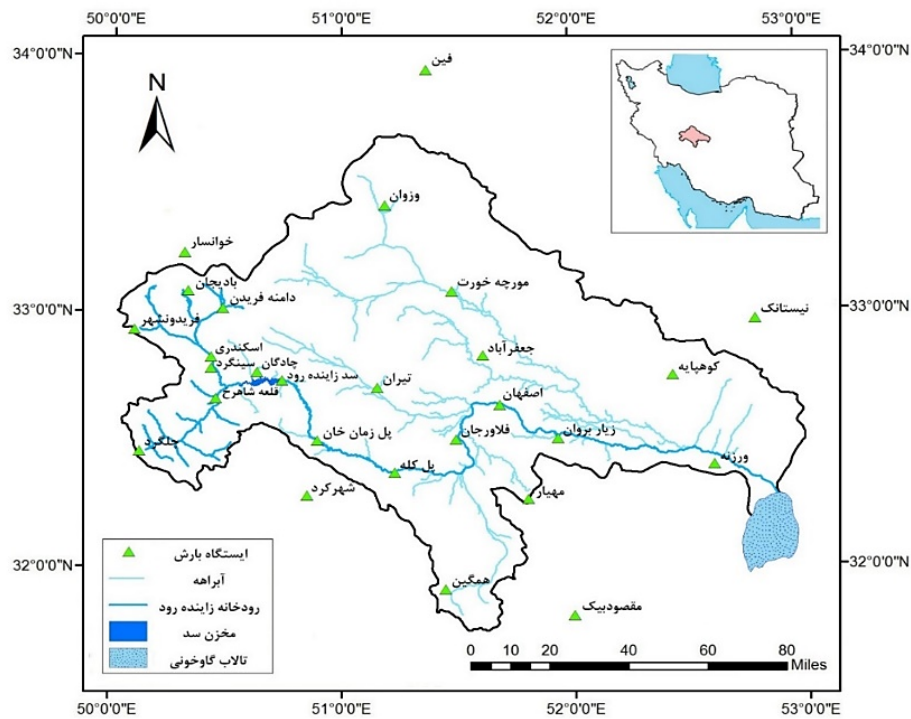 50°0'0"E
51°0'0"E
52°0'0"E
53°0'0"E
34°0'0"N
34°0'0"N
فین
N
وزوان
خوانسار
بادیجان
دامنه فریدن
مورچه خورت
33°0'0"N
33°0'0"N
نیستانک
فریدونشهر
اسکندری
سینگرد
چادگان
سد زاینده رود
جعفرآباد
کوهپایه
تیران
قلعه شاهرخ
اصفهان
چلگرد
پل زمان خان
فلاورجان
زیار بروان
ورزنه
پل کله
شهرکرد
مهیار
32°0'0"N
32°0'0"N
همگین
مقصودبیک
ایستگاه بارش
آبراهه
رودخانه زاینده رود
مخزن سد
تالاب گاوخونی
0 10 20 40 60 80
Miles
50°0'0"E
51°0'0"E
52°0'0"E
53°0'0"E